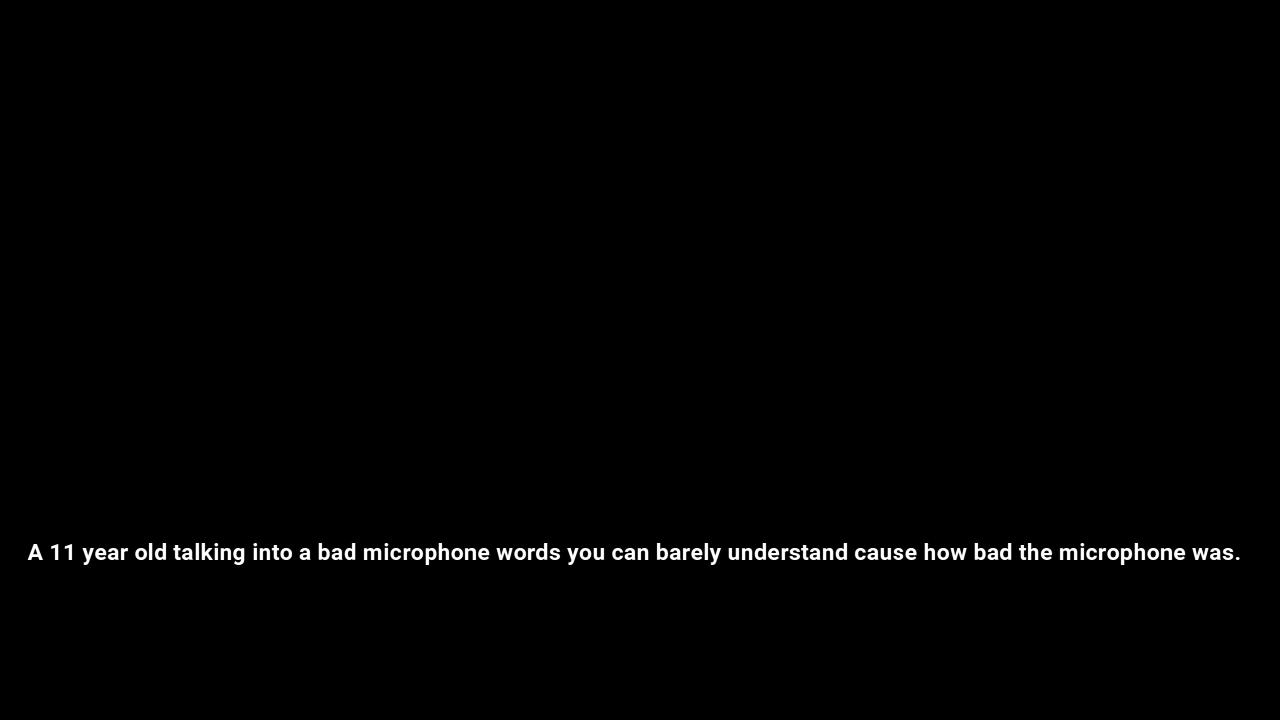 A 11 year old talking into a bad microphone words you can barely understand cause how bad the microphone was.